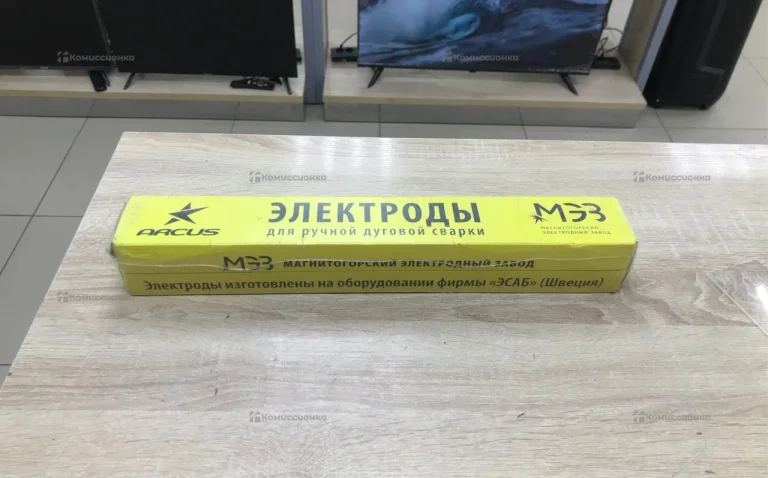 Комиссионка
Комиссионка
Комиссионка
Комиссионка
Комиссионка
ARCUS
ЭЛЕКТРОДЫ
для ручной дуговой сварки
МЭЗ
МАГНИТОГОРСКИЙ
ЭЛЕКТРОДНЫЙ ЗАВОД
МЭЗ МАГНИТОГОРСКИЙ ЭЛЕКТРОДНЫЙ ЗАВОД
Электроды изготовлены на оборудовании фирмы «ЭСАБ» (Швеция)
Комиссионка
Комиссионка